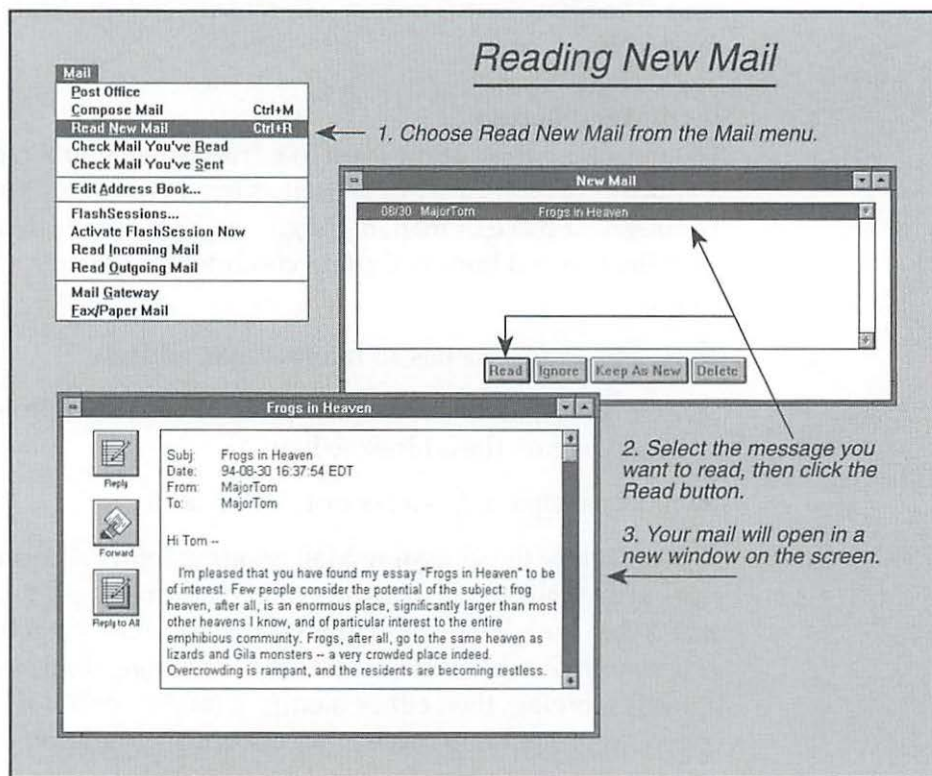 Reading New Mail
Mail
Post Office
Compose Mail Ctrl+M
Read New Mail Ctrl+R
Check Mail You've Read
Check Mail You've Sent
Edit Address Book...
FlashSessions...
Activate FlashSession Now
Read Incoming Mail
Read Outgoing Mail
Mail Gateway
Fax/Paper Mail
1. Choose Read New Mail from the Mail menu.
New Mail
08/30 MajorTom Frogs in Heaven
Read Ignore Keep As New Delete
2. Select the message you
want to read, then click the
Read button.
3. Your mail will open in a
new window on the screen.
Frogs in Heaven
Reply
Forward
Reply to All
Subj: Frogs in Heaven
Date: 94-08-30 16:37:54 EDT
From: MajorTom
To: MajorTom
Hi Tom --
I'm pleased that you have found my essay "Frogs in Heaven" to be
of interest. Few people consider the potential of the subject: frog
heaven, after all, is an enormous place, significantly larger than most
other heavens I know, and of particular interest to the entire
emphibious community. Frogs, after all, go to the same heaven as
lizards and Gila monsters -- a very crowded place indeed.
Overcrowding is rampant, and the residents are becoming restless.